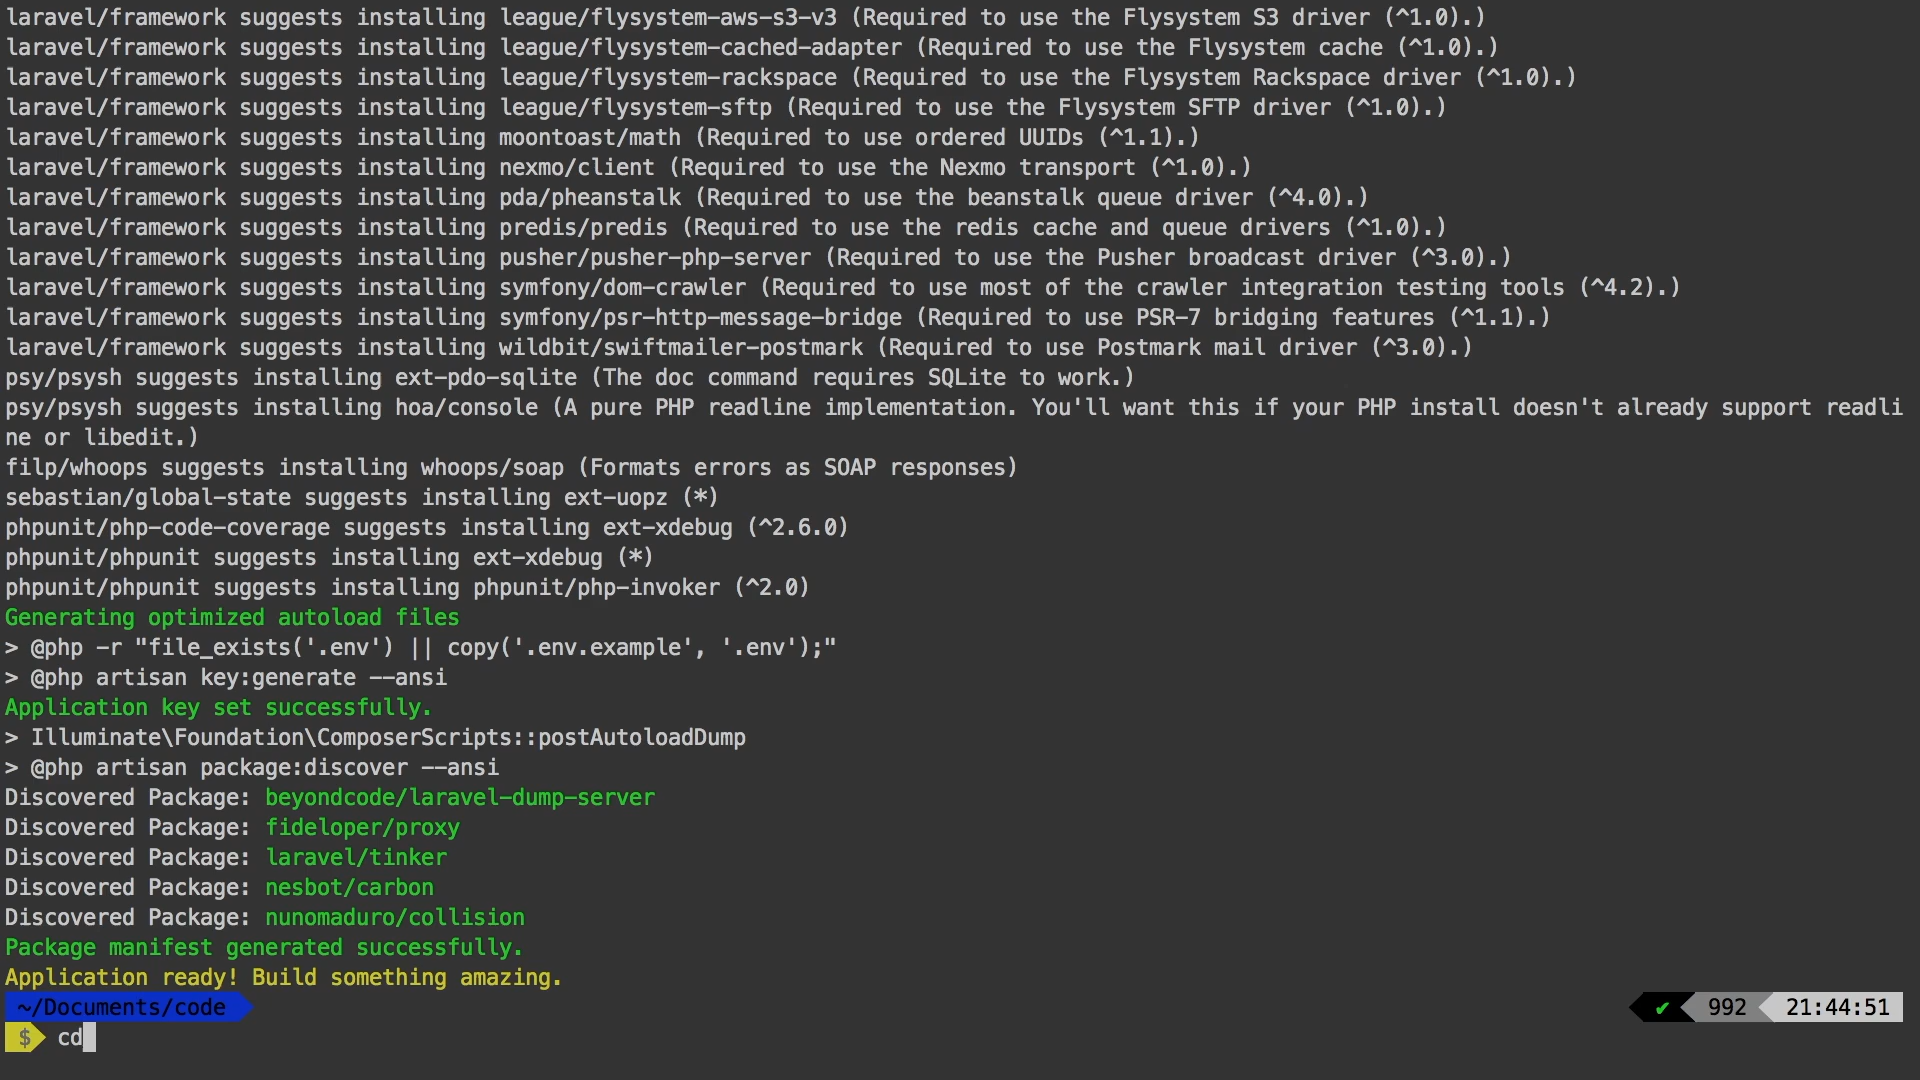 laravel/framework suggests installing league/flysystem-aws-s3-v3 (Required to use the Flysystem S3 driver (^1.0).)
laravel/framework suggests installing league/flysystem-cached-adapter (Required to use the Flysystem cache (^1.0).)
laravel/framework suggests installing league/flysystem-rackspace (Required to use the Flysystem Rackspace driver (^1.0).)
laravel/framework suggests installing league/flysystem-sftp (Required to use the Flysystem SFTP driver (^1.0).)
laravel/framework suggests installing moontoast/math (Required to use ordered UUIDs (^1.1).)
laravel/framework suggests installing nexmo/client (Required to use the Nexmo transport (^1.0).)
laravel/framework suggests installing pda/pheanstalk (Required to use the beanstalk queue driver (^4.0).)
laravel/framework suggests installing predis/predis (Required to use the redis cache and queue drivers (^1.0).)
laravel/framework suggests installing pusher/pusher-php-server (Required to use the Pusher broadcast driver (^3.0).)
laravel/framework suggests installing symfony/dom-crawler (Required to use most of the crawler integration testing tools (^4.2).)
laravel/framework suggests installing symfony/psr-http-message-bridge (Required to use PSR-7 bridging features (^1.1).)
laravel/framework suggests installing wildbit/swiftmailer-postmark (Required to use Postmark mail driver (^3.0).)
psy/psysh suggests installing ext-pdo-sqlite (The doc command requires SQLite to work.)
psy/psysh suggests installing hoa/console (A pure PHP readline implementation. You'll want this if your PHP install doesn't already support readli
ne or libedit.)
filp/whoops suggests installing whoops/soap (Formats errors as SOAP responses)
sebastian/global-state suggests installing ext-uopz (*)
phpunit/php-code-coverage suggests installing ext-xdebug (^2.6.0)
phpunit/phpunit suggests installing ext-xdebug (*)
phpunit/phpunit suggests installing phpunit/php-invoker (^2.0)
Generating optimized autoload files
> @php -r "file_exists('.env') || copy('.env.example', '.env');"
> @php artisan key:generate --ansi
Application key set successfully.
> Illuminate\Foundation\ComposerScripts::postAutoloadDump
> @php artisan package:discover --ansi
Discovered Package: beyondcode/laravel-dump-server
Discovered Package: fideloper/proxy
Discovered Package: laravel/tinker
Discovered Package: nesbot/carbon
Discovered Package: nunomaduro/collision
Package manifest generated successfully.
Application ready! Build something amazing.
~/Documents/code ✔ 992 21:44:51
$ cd